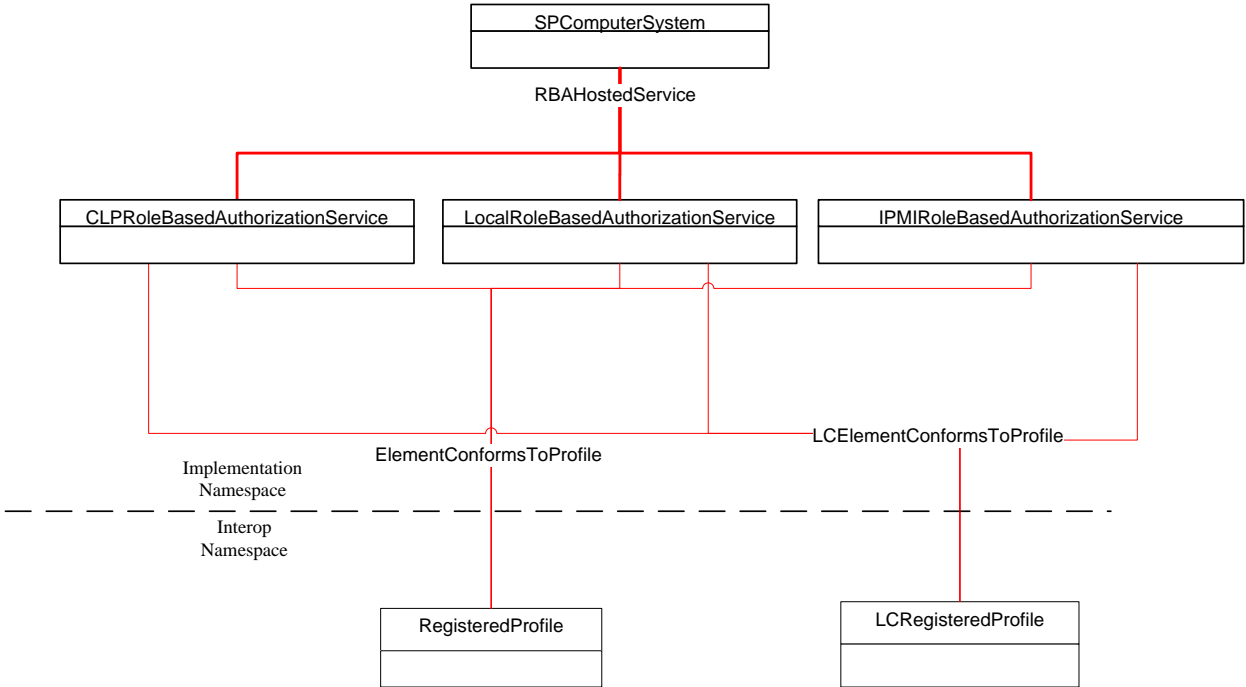 SPComputerSystem
RBAHostedService
CLPRoleBasedAuthorizationService
LocalRoleBasedAuthorizationService
IPMIRoleBasedAuthorizationService
LCElementConformsToProfile
ElementConformsToProfile
Implementation
Namespace
Interop
Namespace
RegisteredProfile
LCRegisteredProfile